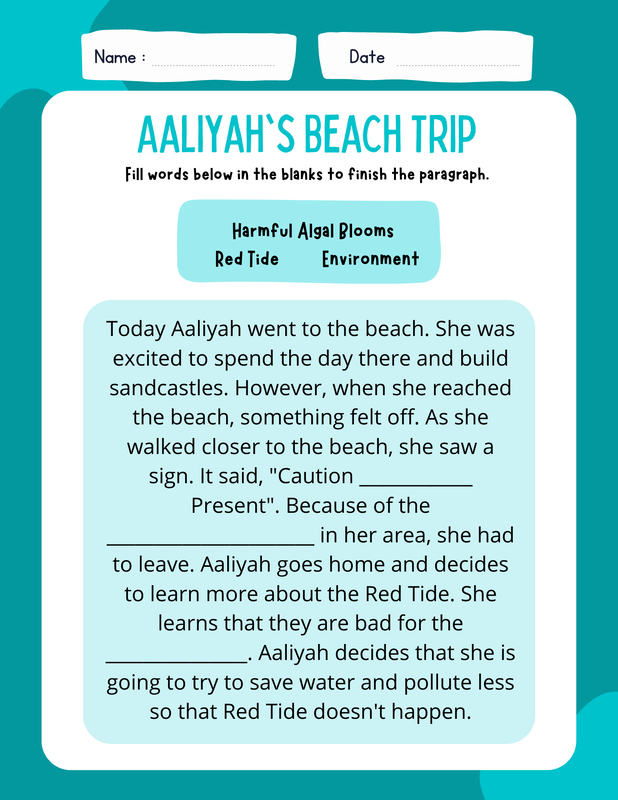 Name : ..............................
Date ..............................
AALIYAH`S BEACH TRIP
Fill words below in the blanks to finish the paragraph.
Harmful Algal Blooms
Red Tide Environment
Today Aaliyah went to the beach. She was
excited to spend the day there and build
sandcastles. However, when she reached
the beach, something felt off. As she
walked closer to the beach, she saw a
sign. It said, "Caution ___________
Present". Because of the
____________________ in her area, she had
to leave. Aaliyah goes home and decides
to learn more about the Red Tide. She
learns that they are bad for the
______________. Aaliyah decides that she is
going to try to save water and pollute less
so that Red Tide doesn't happen.